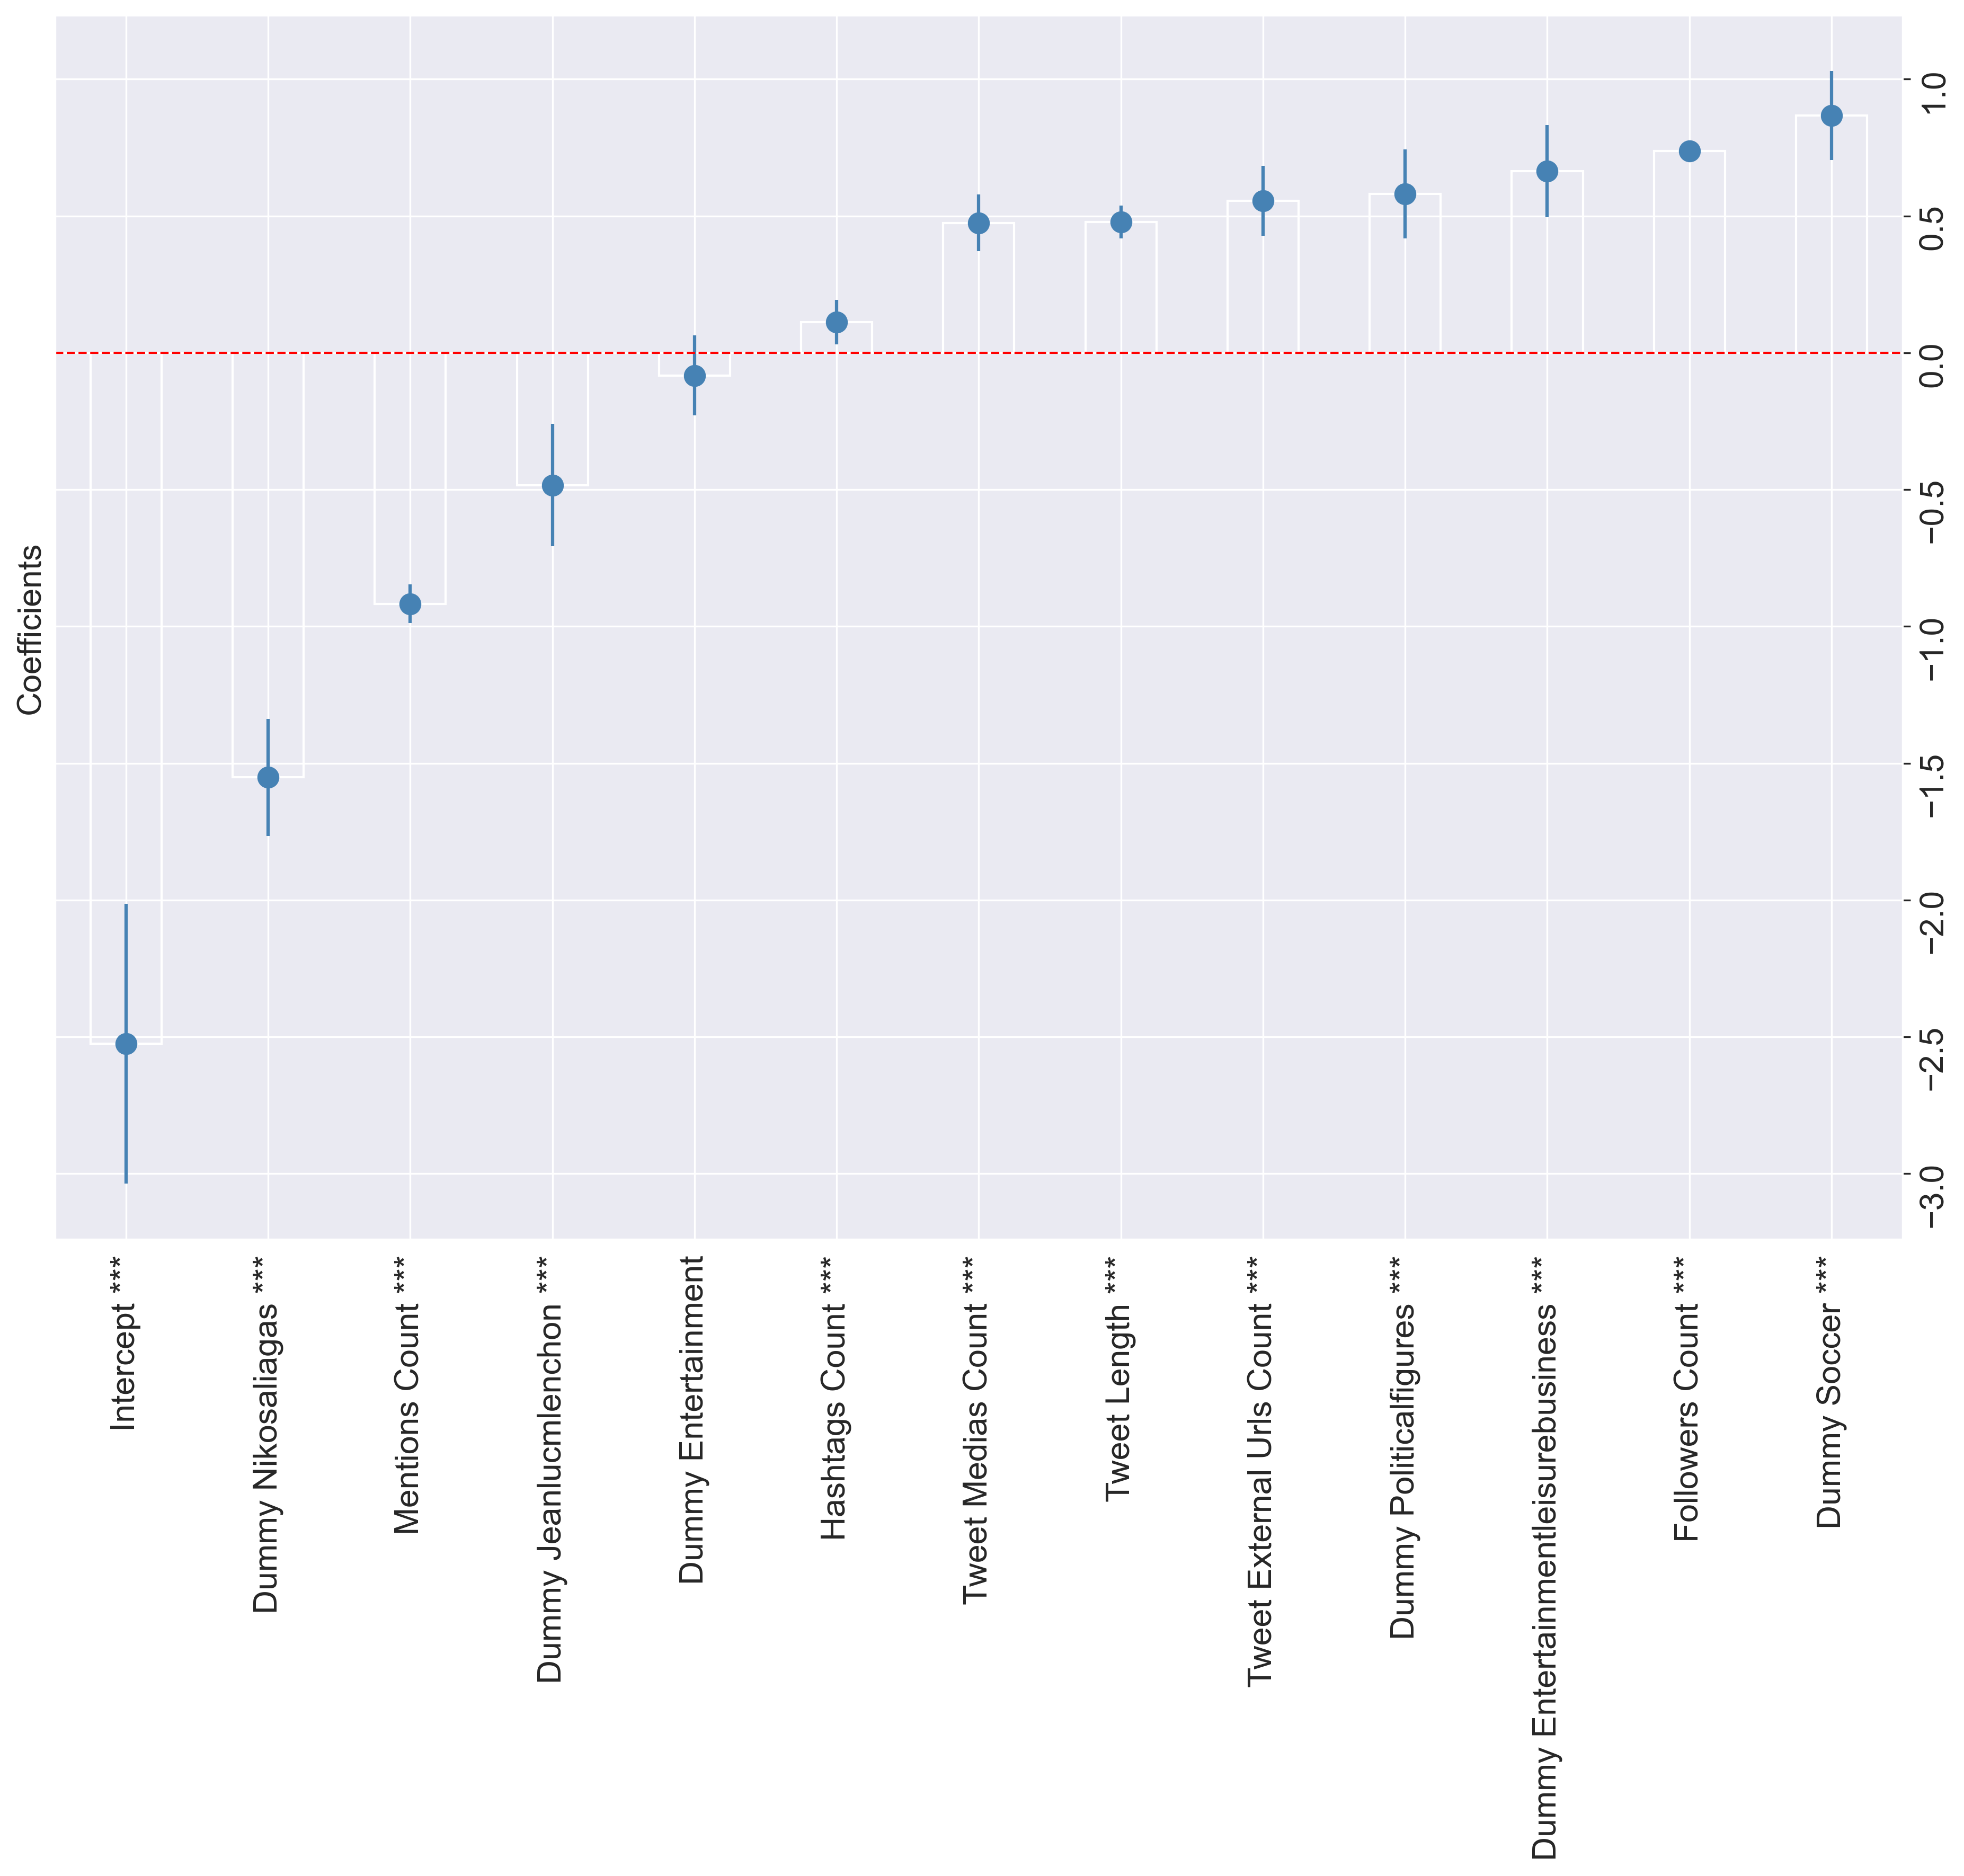 Coefficients
1.0
0.5
0.0
−0.5
−1.0
−1.5
−2.0
−2.5
−3.0
Intercept ***
Dummy Nikosaliagas ***
Mentions Count ***
Dummy Jeanlucmlenchon ***
Dummy Entertainment
Hashtags Count ***
Tweet Medias Count ***
Tweet Length ***
Tweet External Urls Count ***
Dummy Politicalfigures ***
Dummy Entertainmentleisurebusiness ***
Followers Count ***
Dummy Soccer ***